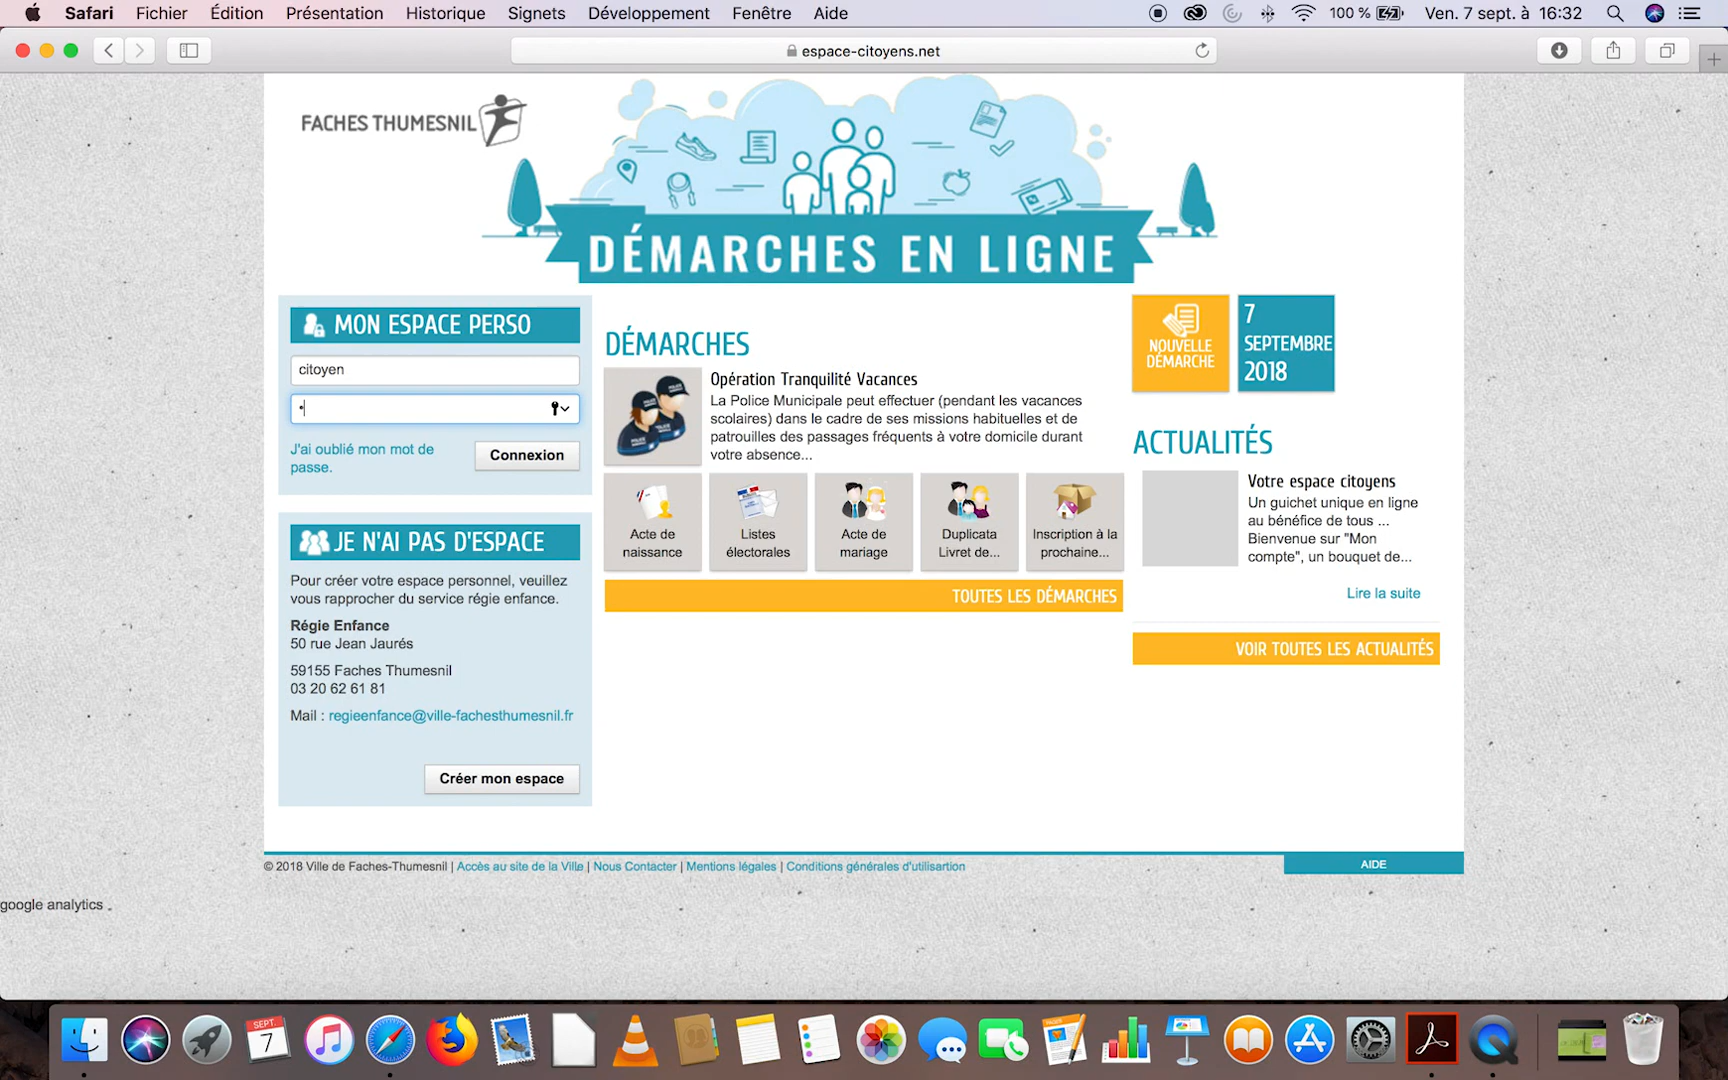 Safari Fichier Édition Présentation Historique Signets Développement Fenêtre Aide 100 % Ven. 7 sept. à 16:32
espace-citoyens.net
FACHES THUMESNIL
DÉMARCHES EN LIGNE
MON ESPACE PERSO
citoyen
J'ai oublié mon mot de
passe.
Connexion
JE N'AI PAS D'ESPACE
Pour créer votre espace personnel, veuillez
vous rapprocher du service régie enfance.
Régie Enfance
50 rue Jean Jaurés
59155 Faches Thumesnil
03 20 62 61 81
Mail : regieenfance@ville-fachesthumesnil.fr
Créer mon espace
DÉMARCHES
Opération Tranquilité Vacances
La Police Municipale peut effectuer (pendant les vacances
scolaires) dans le cadre de ses missions habituelles et de
patrouilles des passages fréquents à votre domicile durant
votre absence...
Acte de
naissance
Listes
électorales
Acte de
mariage
Duplicata
Livret de...
Inscription à la
prochaine...
TOUTES LES DÉMARCHES
NOUVELLE
DÉMARCHE
7
SEPTEMBRE
2018
ACTUALITÉS
Votre espace citoyens
Un guichet unique en ligne
au bénéfice de tous ...
Bienvenue sur "Mon
compte", un bouquet de...
Lire la suite
VOIR TOUTES LES ACTUALITÉS
© 2018 Ville de Faches-Thumesnil | Accès au site de la Ville | Nous Contacter | Mentions légales | Conditions générales d'utilisartion
AIDE
google analytics
SEPT.
7